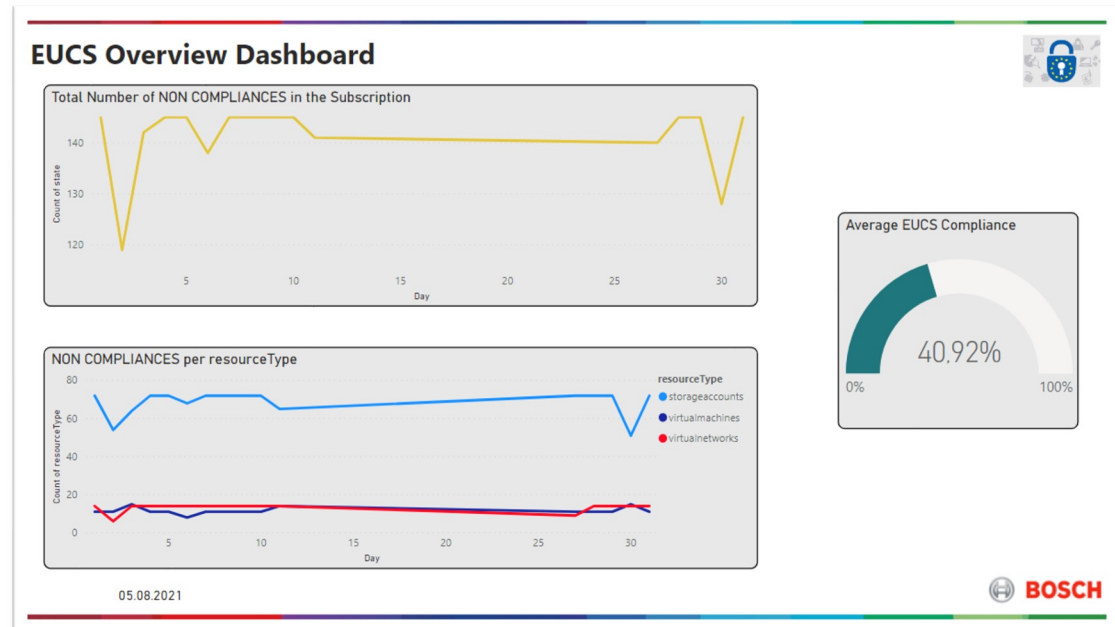 EUCS Overview Dashboard
Total Number of NON COMPLIANCES in the Subscription
Count of state
140
130
120
5 10 15 20 25 30
Day
Average EUCS Compliance
40,92%
0% 100%
NON COMPLIANCES per resourceType
Count of resourceType
80
60
40
20
0
5 10 15 20 25 30
Day
resourceType
storageaccounts
virtualmachines
virtualnetworks
05.08.2021
BOSCH